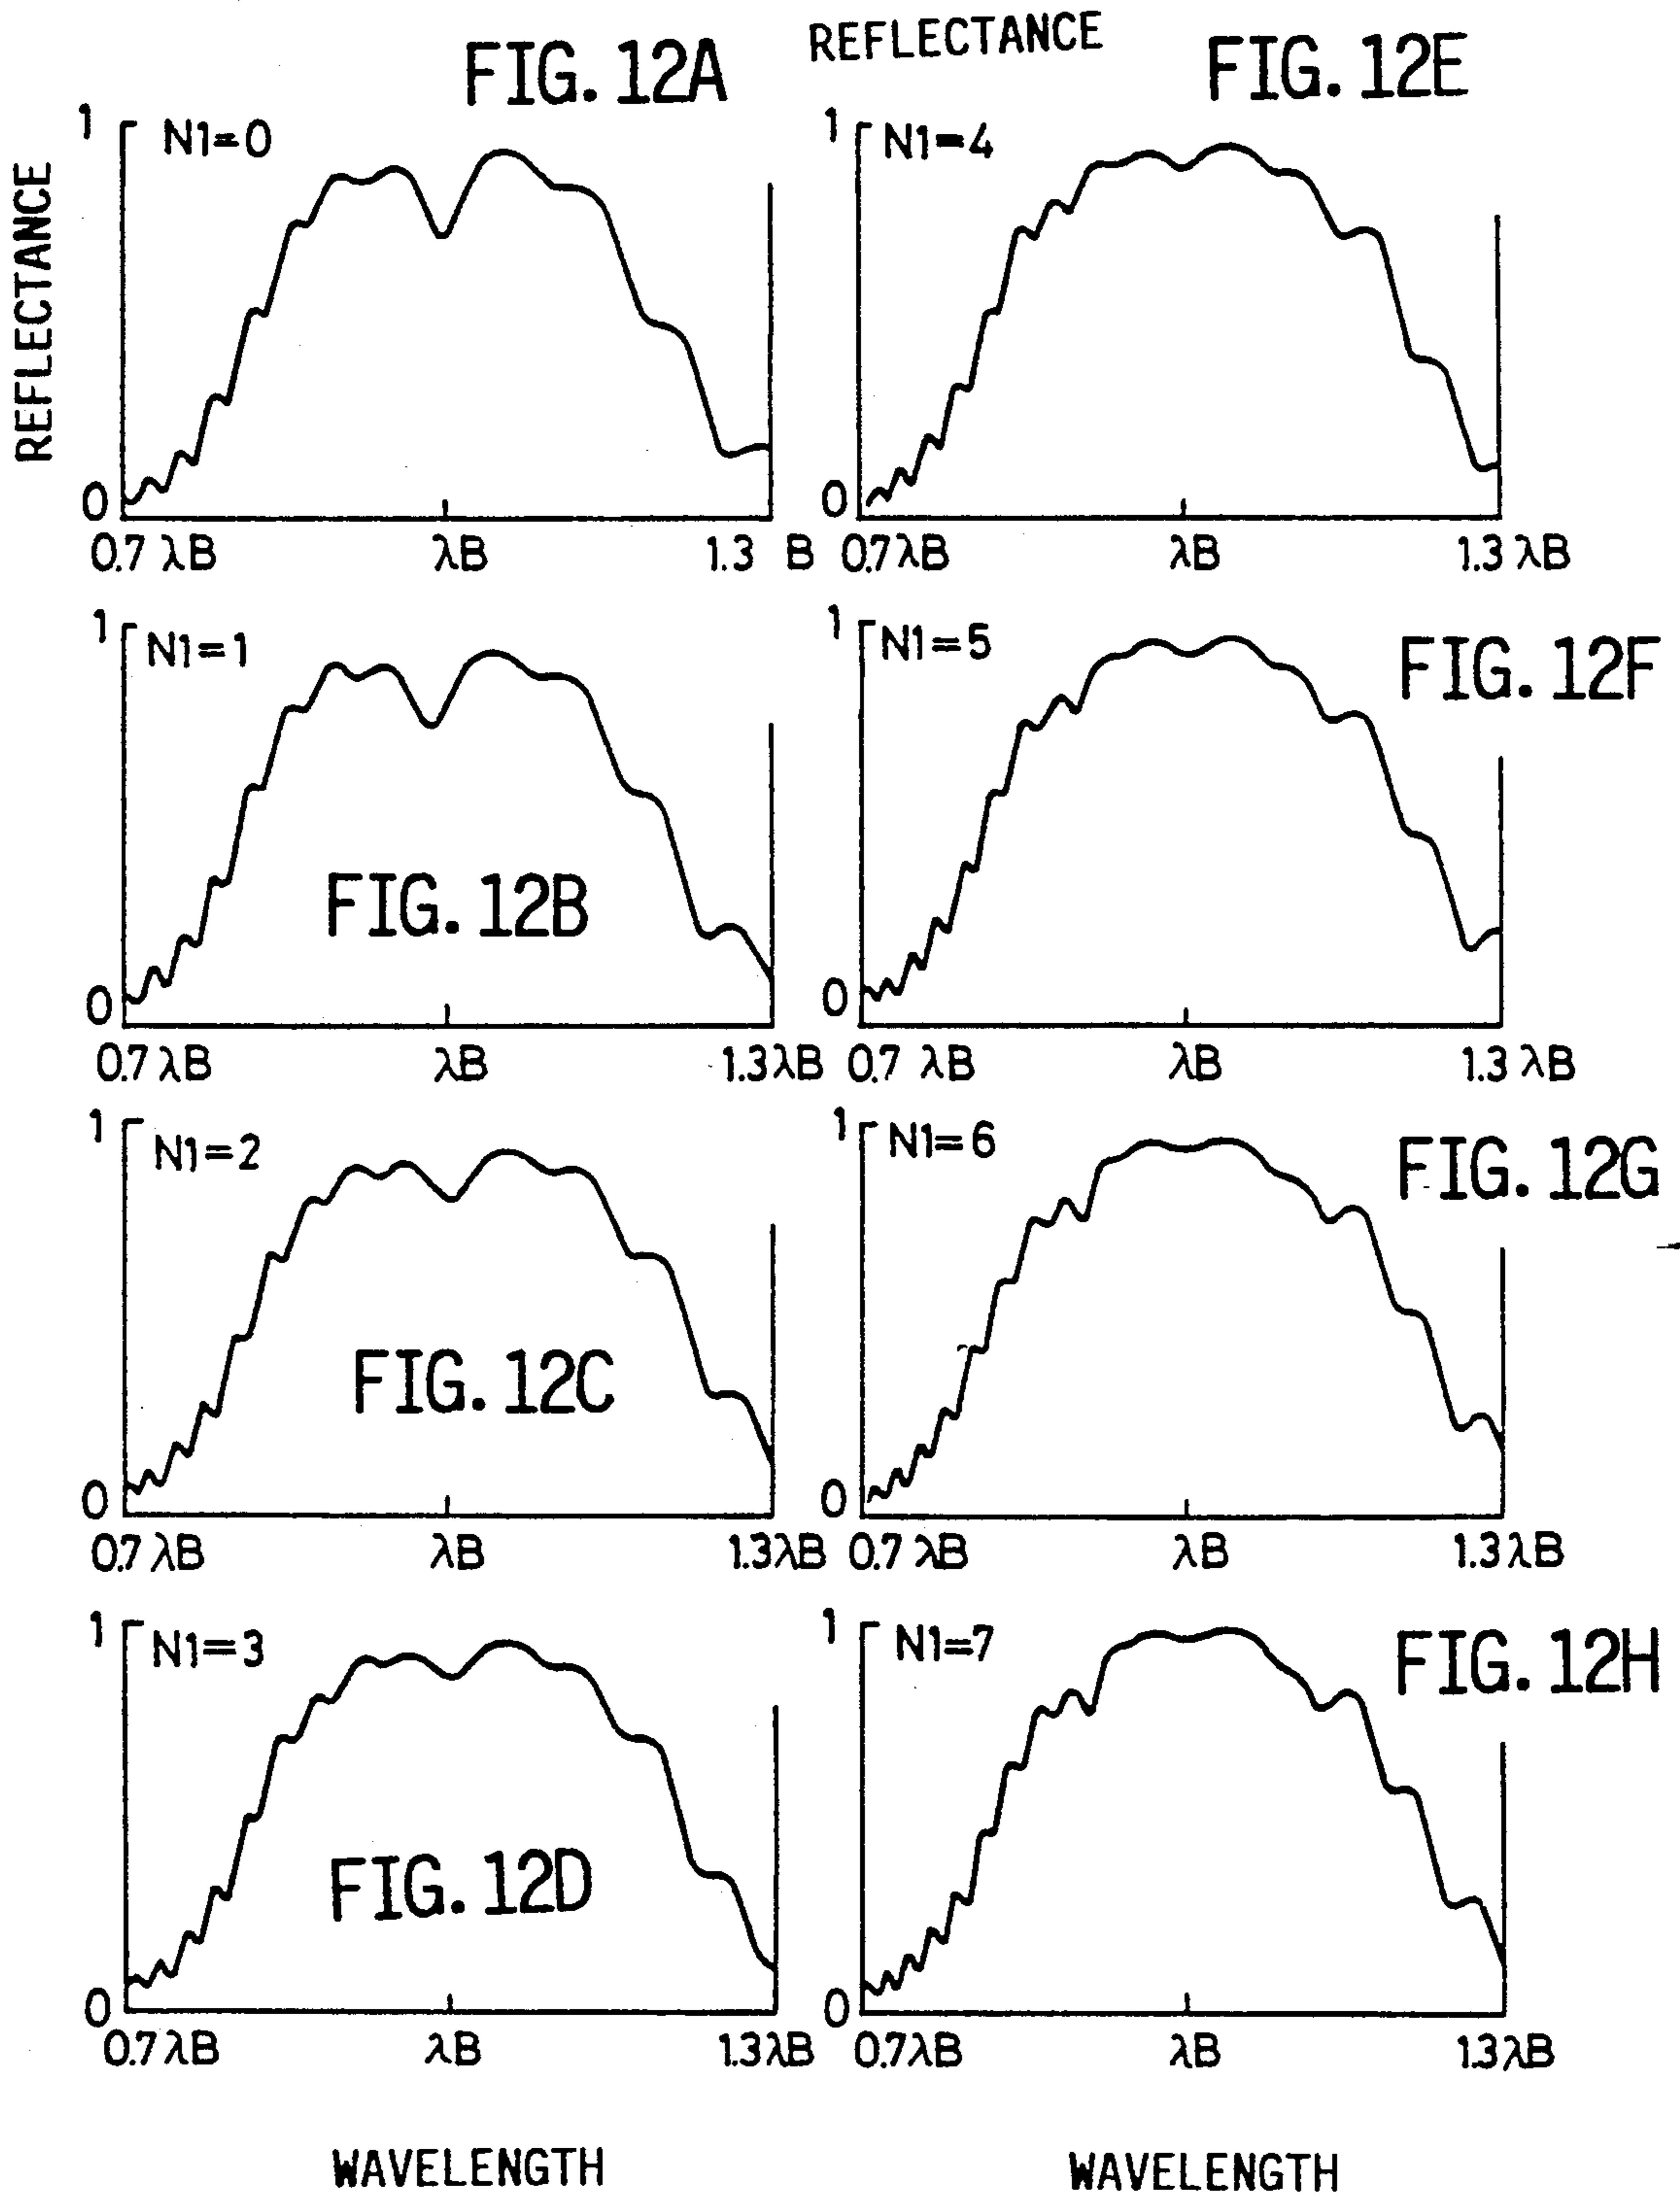 REFLECTANCE
FIG. 12A
FIG. 12E
REFLECTANCE
1
N1=0
0
0.7 λB
λB
1.3 B
1
N1=4
0
0.7λB
λB
1.3 λB
1
N1=1
FIG. 12B
0
0.7 λB
λB
1.3λB
1
N1=5
FIG. 12F
0
0.7 λB
λB
1.3 λB
1
N1=2
FIG. 12C
0
0.7 λB
λB
1.3λB
1
N1=6
FIG. 12G
0
0.7 λB
λB
1.3λB
1
N1=3
FIG. 12D
0
0.7λB
λB
1.3λB
1
N1=7
FIG. 12H
0
0.7λB
λB
1.3λB
WAVELENGTH
WAVELENGTH